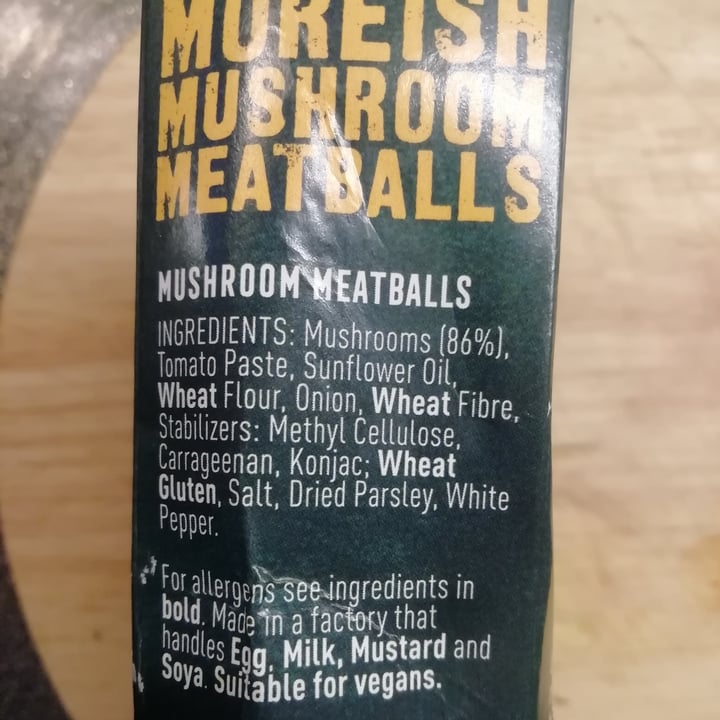 MOREISH
MUSHROOM
MEATBALLS
MUSHROOM MEATBALLS
INGREDIENTS: Mushrooms (86%),
Tomato Paste, Sunflower Oil,
Wheat Flour, Onion, Wheat Fibre,
Stabilizers: Methyl Cellulose,
Carrageenan, Konjac; Wheat
Gluten, Salt, Dried Parsley, White
Pepper.
For allergens see ingredients in
bold. Made in a factory that
handles Egg, Milk, Mustard and
Soya. Suitable for vegans.